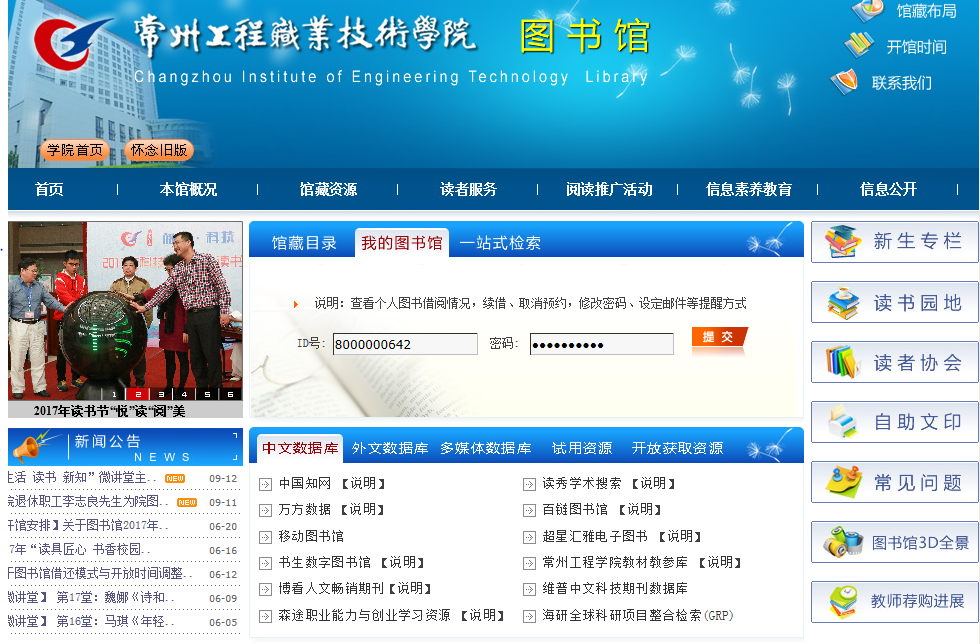 常州工程職業技術學院 图书馆
Changzhou Institute of Engineering Technology Library
馆藏布局
开馆时间
联系我们
学院首页 怀念旧版
首页 本馆概况 馆藏资源 读者服务 阅读推广活动 信息素养教育 信息公开
1 2 3 4 5 6
2017年读书节“悦”读“阅”美
馆藏目录 我的图书馆 一站式检索
说明：查看个人图书借阅情况，续借、取消预约，修改密码、设定邮件等提醒方式
ID号： 8000000642 密码： ●●●●●●●●●● 提 交
新生专栏
读书园地
读者协会
自助文印
常见问题
图书馆3D全景
教师荐购进展
新闻公告
NEWS
生活 读书 新知”微讲堂主.. NEW 09-12
院退休职工李志良先生为院图.. NEW 09-11
开馆安排】关于图书馆2017年.. 06-20
7年“读具匠心 书香校园.. 06-16
于图书馆借还模式与开放时间调整.. 06-12
微讲堂】 第17堂：魏娜《诗和.. 06-09
微讲堂】 第16堂：马琪《年轻.. 06-05
中文数据库 外文数据库 多媒体数据库 试用资源 开放获取资源
中国知网 【说明】
读秀学术搜索 【说明】
万方数据 【说明】
百链图书馆 【说明】
移动图书馆
超星汇雅电子图书 【说明】
书生数字图书馆 【说明】
常州工程学院教材教参库 【说明】
博看人文畅销期刊【说明】
维普中文科技期刊数据库
森途职业能力与创业学习资源 【说明】
海研全球科研项目整合检索(GRP)